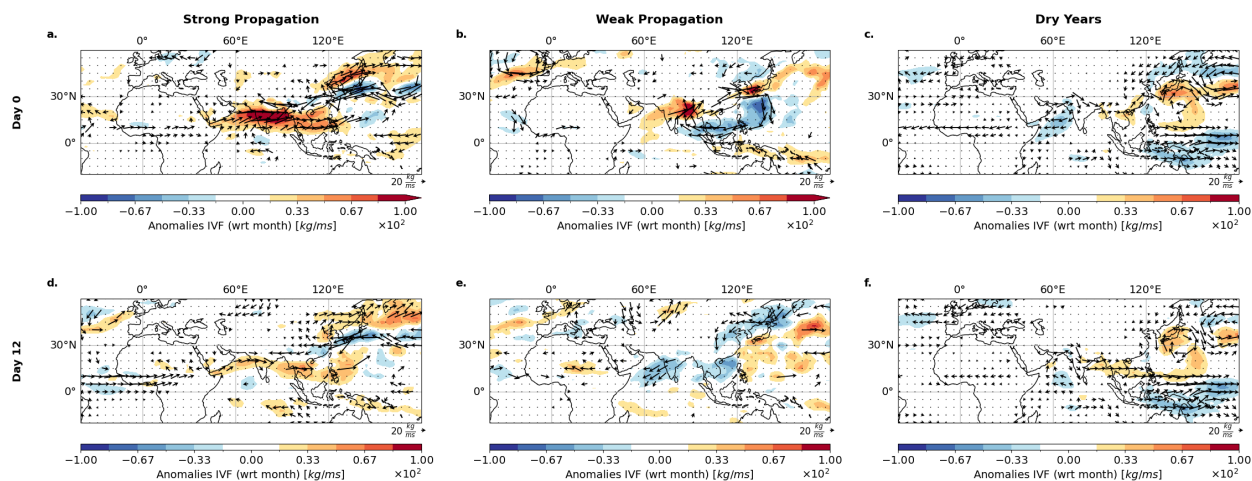 Strong Propagation
Weak Propagation
Dry Years
a.
0°
60°E
120°E
b.
0°
60°E
120°E
c.
0°
60°E
120°E
Day 0
30°N
0°
30°N
0°
30°N
0°
20 kg/ms
20 kg/ms
20 kg/ms
−1.00 −0.67 −0.33 0.00 0.33 0.67 1.00
−1.00 −0.67 −0.33 0.00 0.33 0.67 1.00
−1.00 −0.67 −0.33 0.00 0.33 0.67 1.00
Anomalies IVF (wrt month) [kg/ms] ×10²
Anomalies IVF (wrt month) [kg/ms] ×10²
Anomalies IVF (wrt month) [kg/ms] ×10²
d.
0°
60°E
120°E
e.
0°
60°E
120°E
f.
0°
60°E
120°E
Day 12
30°N
0°
30°N
0°
30°N
0°
20 kg/ms
20 kg/ms
20 kg/ms
−1.00 −0.67 −0.33 0.00 0.33 0.67 1.00
−1.00 −0.67 −0.33 0.00 0.33 0.67 1.00
−1.00 −0.67 −0.33 0.00 0.33 0.67 1.00
Anomalies IVF (wrt month) [kg/ms] ×10²
Anomalies IVF (wrt month) [kg/ms] ×10²
Anomalies IVF (wrt month) [kg/ms] ×10²